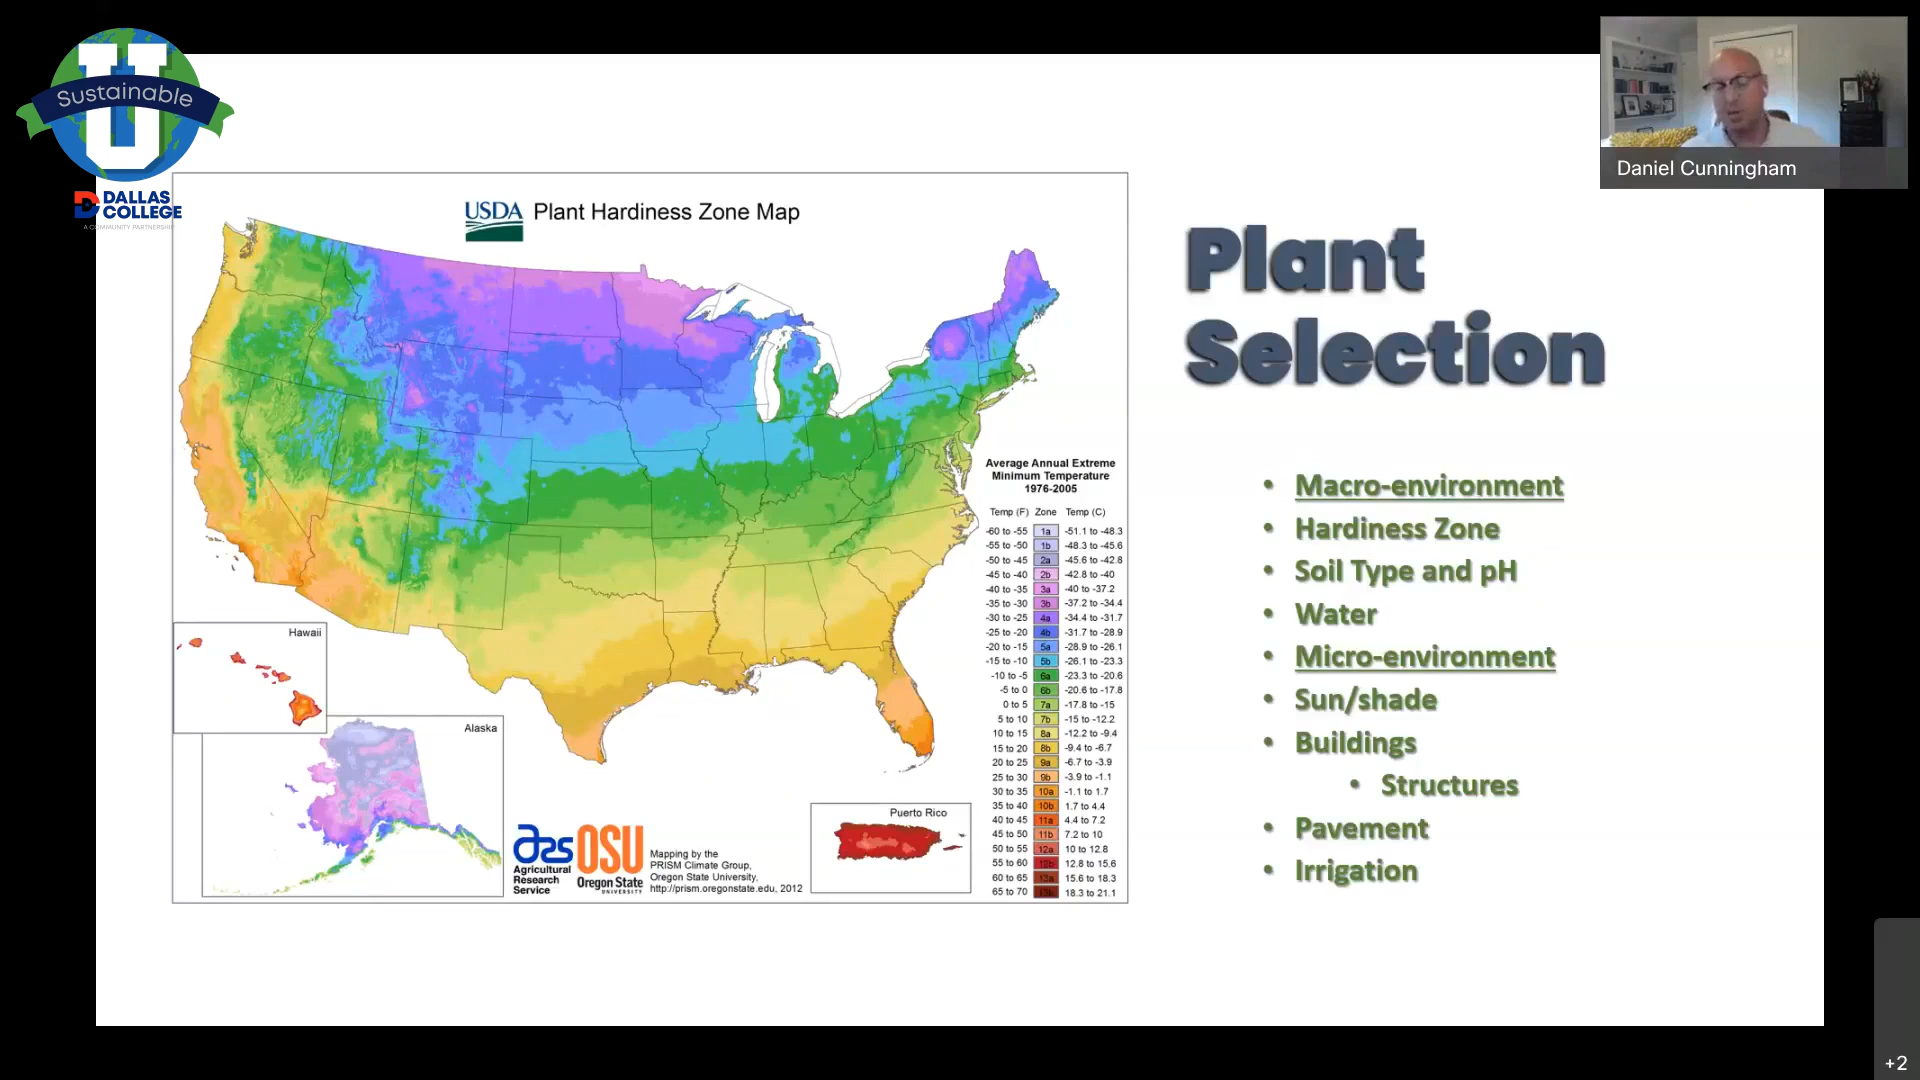 U
Sustainable
DALLAS
COLLEGE
A COMMUNITY PARTNERSHIP
Daniel Cunningham
USDA Plant Hardiness Zone Map
Plant
Selection
• Macro-environment
• Hardiness Zone
• Soil Type and pH
• Water
• Micro-environment
• Sun/shade
• Buildings
• Structures
• Pavement
• Irrigation
Average Annual Extreme
Minimum Temperature
1976-2005
Temp (F) Zone Temp (C)
-60 to -55 1a -51.1 to -48.3
-55 to -50 1b -48.3 to -45.6
-50 to -45 2a -45.6 to -42.8
-45 to -40 2b -42.8 to -40
-40 to -35 3a -40 to -37.2
-35 to -30 3b -37.2 to -34.4
-30 to -25 4a -34.4 to -31.7
-25 to -20 4b -31.7 to -28.9
-20 to -15 5a -28.9 to -26.1
-15 to -10 5b -26.1 to -23.3
-10 to -5 6a -23.3 to -20.6
-5 to 0 6b -20.6 to -17.8
0 to 5 7a -17.8 to -15
5 to 10 7b -15 to -12.2
10 to 15 8a -12.2 to -9.4
15 to 20 8b -9.4 to -6.7
20 to 25 9a -6.7 to -3.9
25 to 30 9b -3.9 to -1.1
30 to 35 10a -1.1 to 1.7
35 to 40 10b 1.7 to 4.4
40 to 45 11a 4.4 to 7.2
45 to 50 11b 7.2 to 10
50 to 55 12a 10 to 12.8
55 to 60 12b 12.8 to 15.6
60 to 65 13a 15.6 to 18.3
65 to 70 13b 18.3 to 21.1
Hawaii
Alaska
Puerto Rico
ars
Agricultural
Research
Service
OSU
Oregon State
UNIVERSITY
Mapping by the
PRISM Climate Group,
Oregon State University,
http://prism.oregonstate.edu, 2012
+2